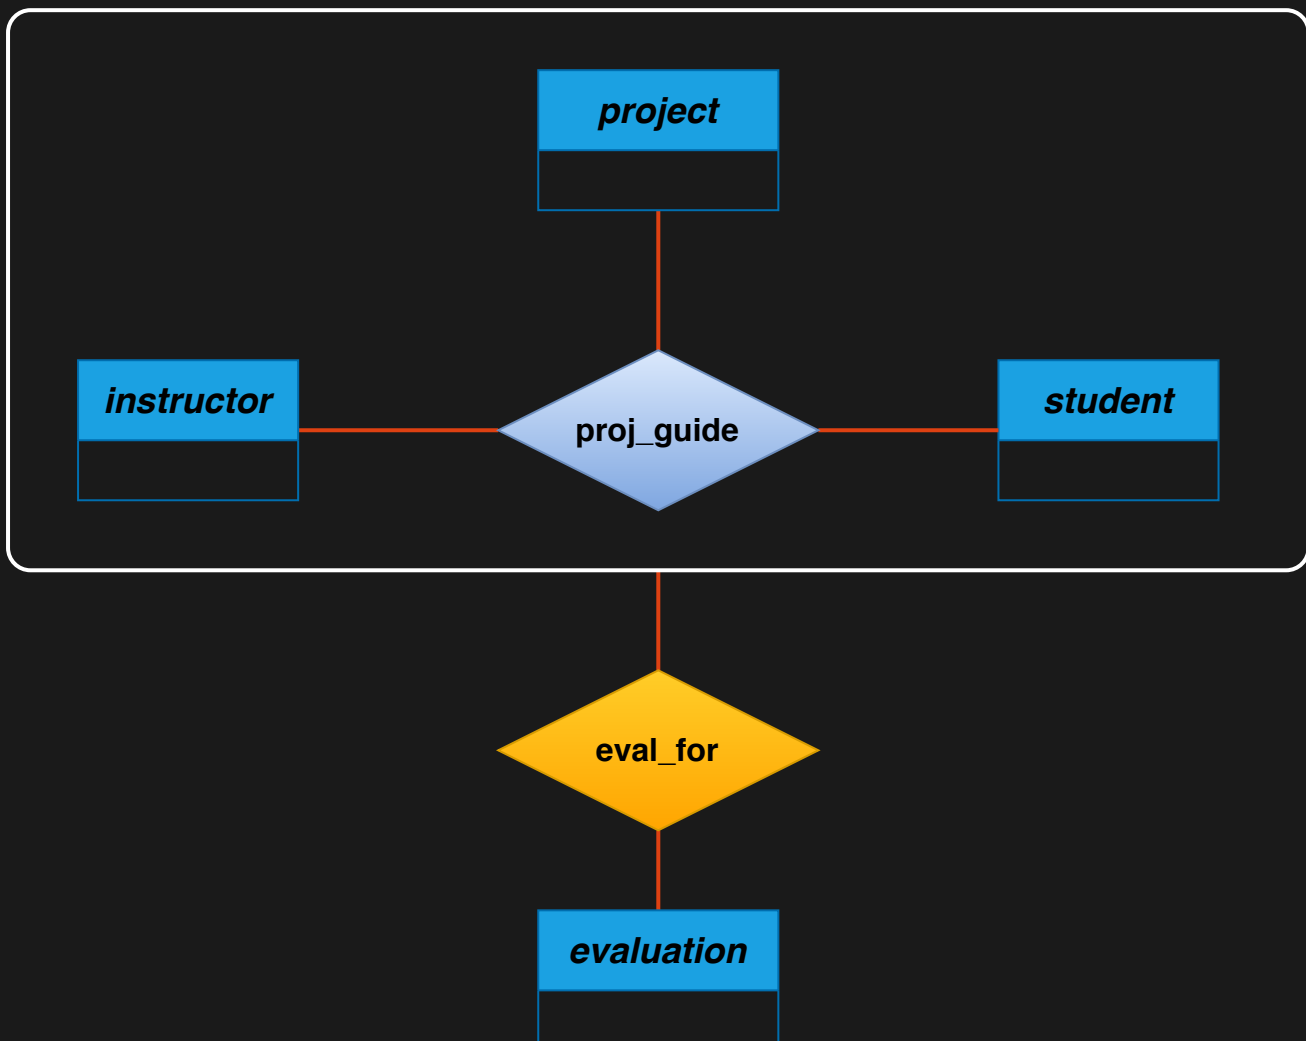 project
instructor
proj_guide
student
eval_for
evaluation